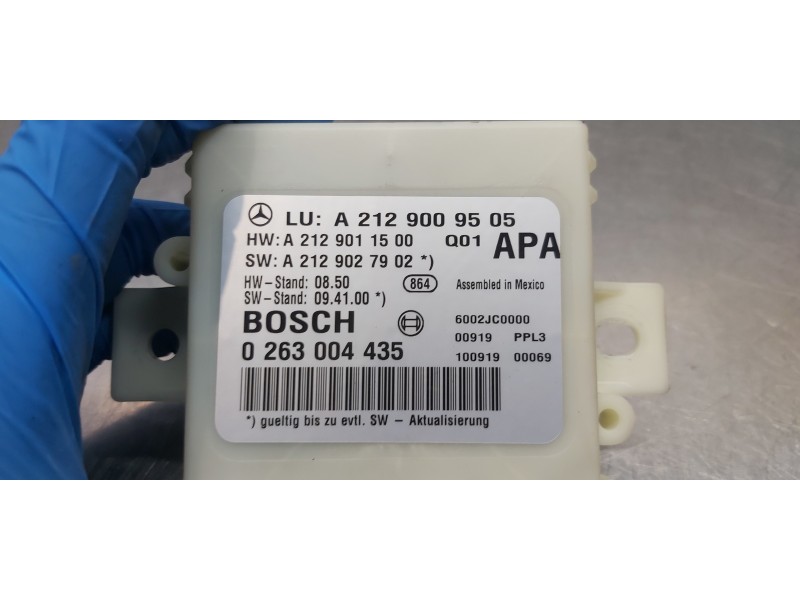 LU: A 212 900 95 05
HW: A 212 901 15 00 Q01 APA
SW: A 212 902 79 02 *)
HW-Stand: 08.50 864 Assembled in Mexico
SW-Stand: 09.41.00 *)
BOSCH 6002JC0000
00919 PPL3
0 263 004 435 100919 00069
*) gueltig bis zu evtl. SW - Aktualisierung